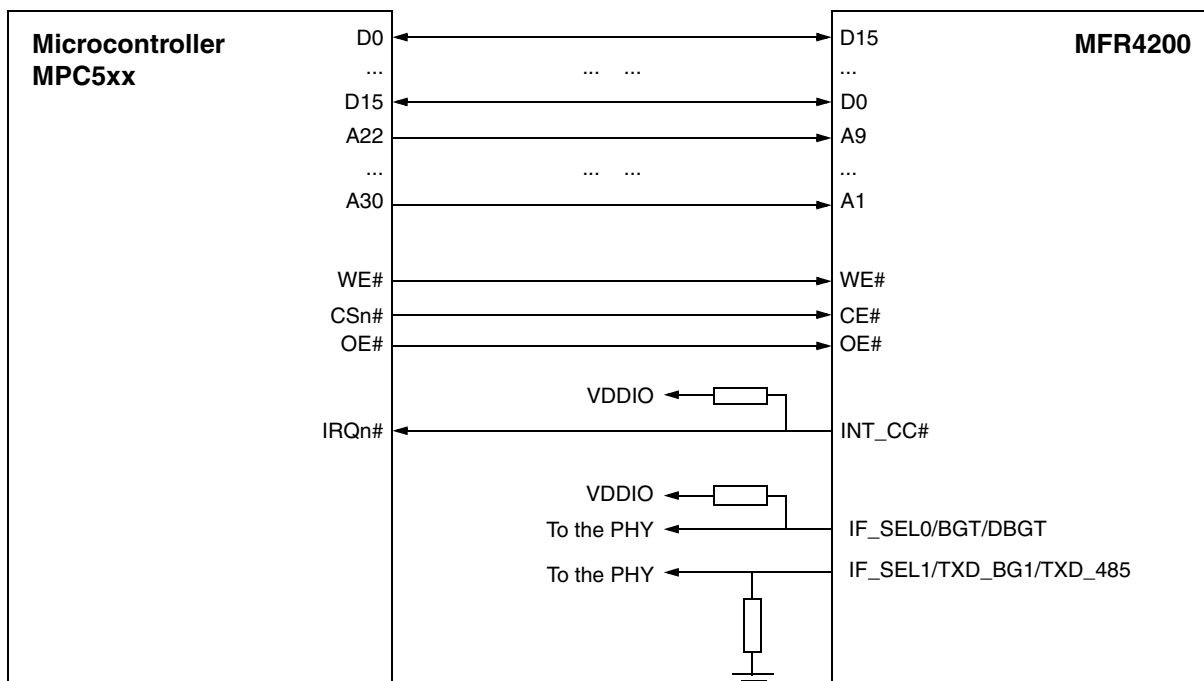 Microcontroller
MPC5xx
MFR4200
D0 D15
... ... ... ...
D15 D0
A22 A9
... ... ... ...
A30 A1
WE# WE#
CSn# CE#
OE# OE#
VDDIO
IRQn# INT_CC#
VDDIO
To the PHY IF_SEL0/BGT/DBGT
To the PHY IF_SEL1/TXD_BG1/TXD_485